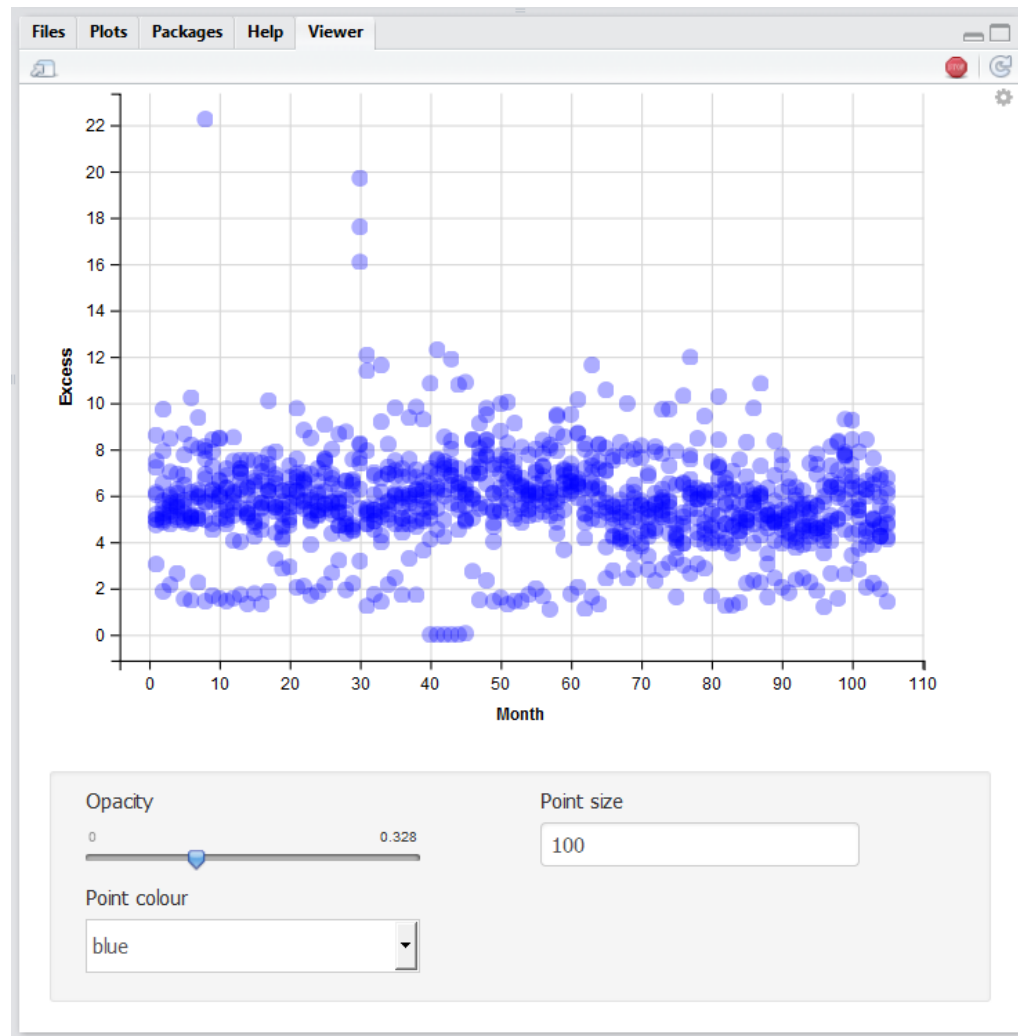 Files Plots Packages Help Viewer
STOP
22
20
18
16
14
12
10
8
6
4
2
0
Excess
0 10 20 30 40 50 60 70 80 90 100 110
Month
Opacity
0 0.328
Point size
100
Point colour
blue